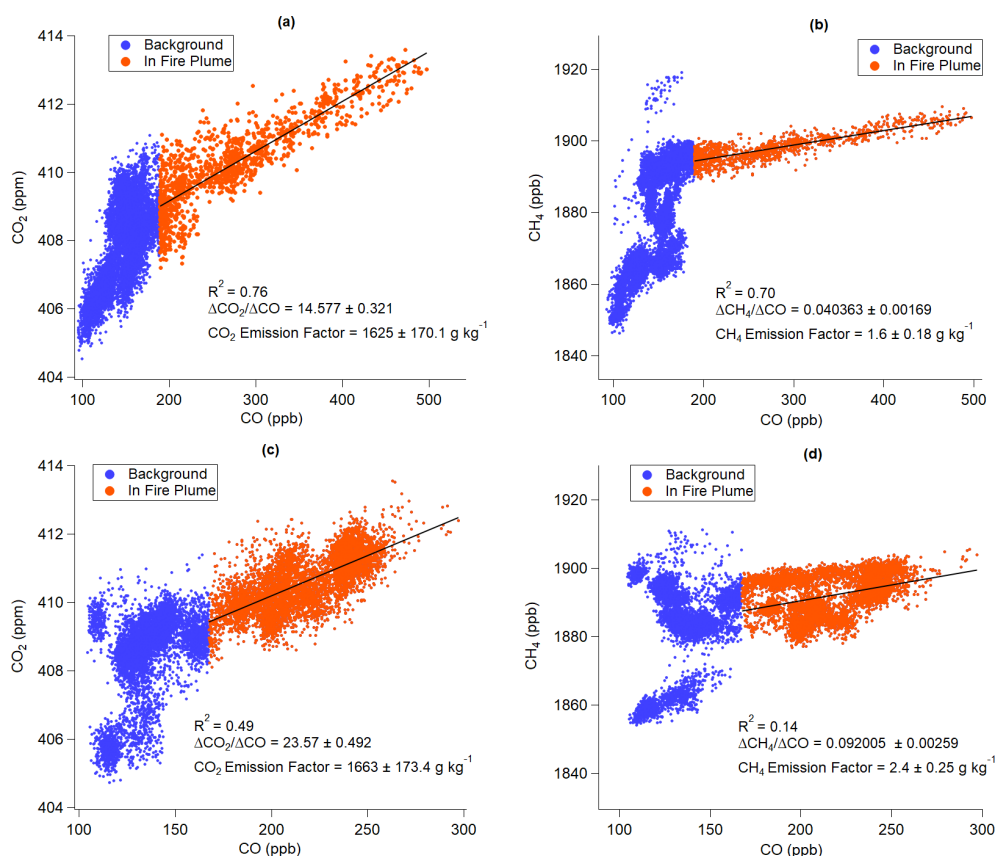 (a)
Background
In Fire Plume
414
412
410
408
406
404
CO₂ (ppm)
R² = 0.76
ΔCO₂/ΔCO = 14.577 ± 0.321
CO₂ Emission Factor = 1625 ± 170.1 g kg⁻¹
100
200
300
400
500
CO (ppb)
(b)
Background
In Fire Plume
1920
1900
1880
1860
1840
CH₄ (ppb)
R² = 0.70
ΔCH₄/ΔCO = 0.040363 ± 0.00169
CH₄ Emission Factor = 1.6 ± 0.18 g kg⁻¹
100
200
300
400
500
CO (ppb)
(c)
Background
In Fire Plume
414
412
410
408
406
404
CO₂ (ppm)
R² = 0.49
ΔCO₂/ΔCO = 23.57 ± 0.492
CO₂ Emission Factor = 1663 ± 173.4 g kg⁻¹
100
150
200
250
300
CO (ppb)
(d)
Background
In Fire Plume
1920
1900
1880
1860
1840
CH₄ (ppb)
R² = 0.14
ΔCH₄/ΔCO = 0.092005 ± 0.00259
CH₄ Emission Factor = 2.4 ± 0.25 g kg⁻¹
100
150
200
250
300
CO (ppb)